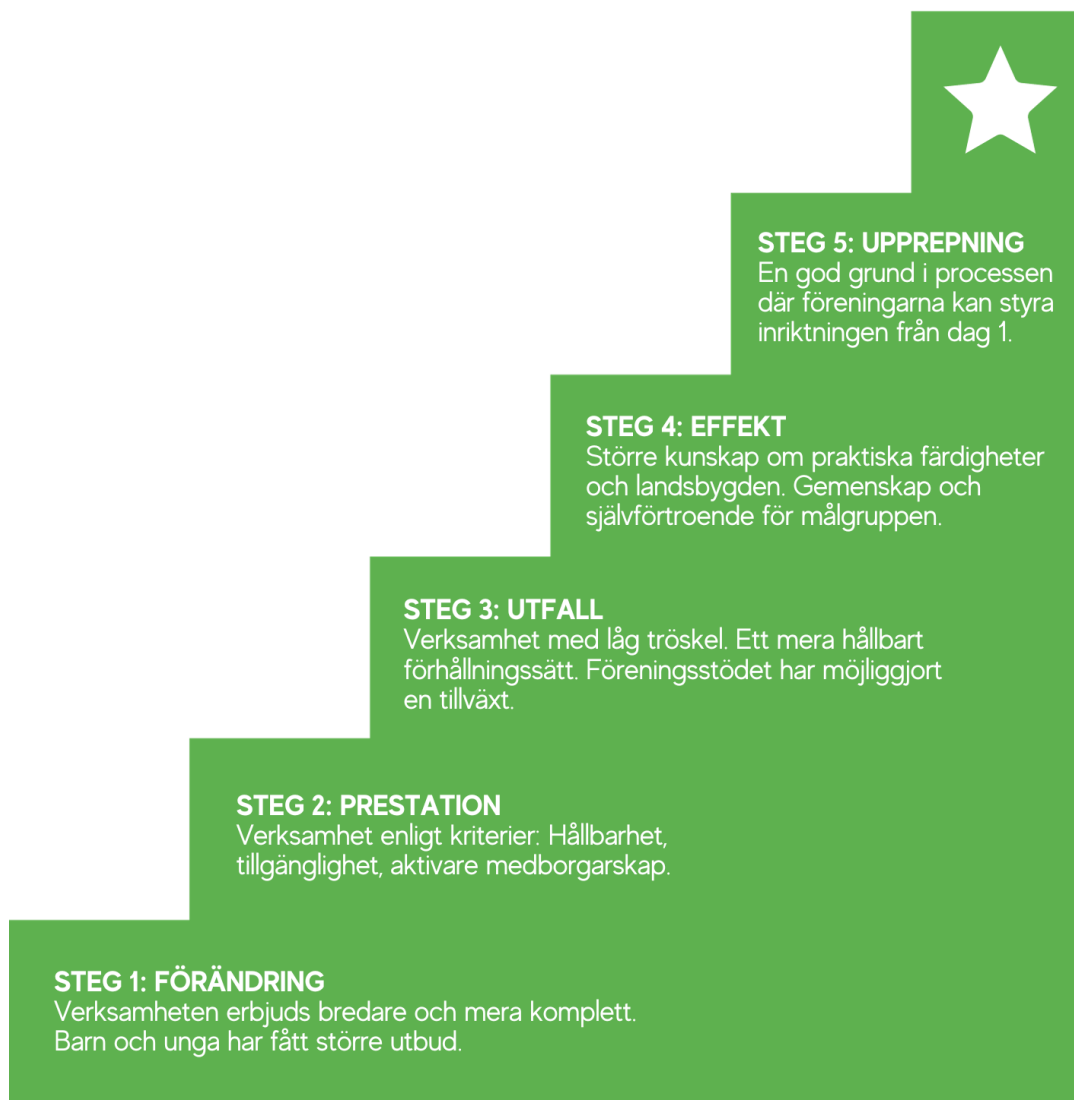 STEG 5: UPPREPNING
En god grund i processen
där föreningarna kan styra
inriktningen från dag 1.
STEG 4: EFFEKT
Större kunskap om praktiska färdigheter
och landsbygden. Gemenskap och
självförtroende för målgruppen.
STEG 3: UTFALL
Verksamhet med låg tröskel. Ett mera hållbart
förhållningssätt. Föreningsstödet har möjliggjort
en tillväxt.
STEG 2: PRESTATION
Verksamhet enligt kriterier: Hållbarhet,
tillgänglighet, aktivare medborgarskap.
STEG 1: FÖRÄNDRING
Verksamheten erbjuds bredare och mera komplett.
Barn och unga har fått större utbud.